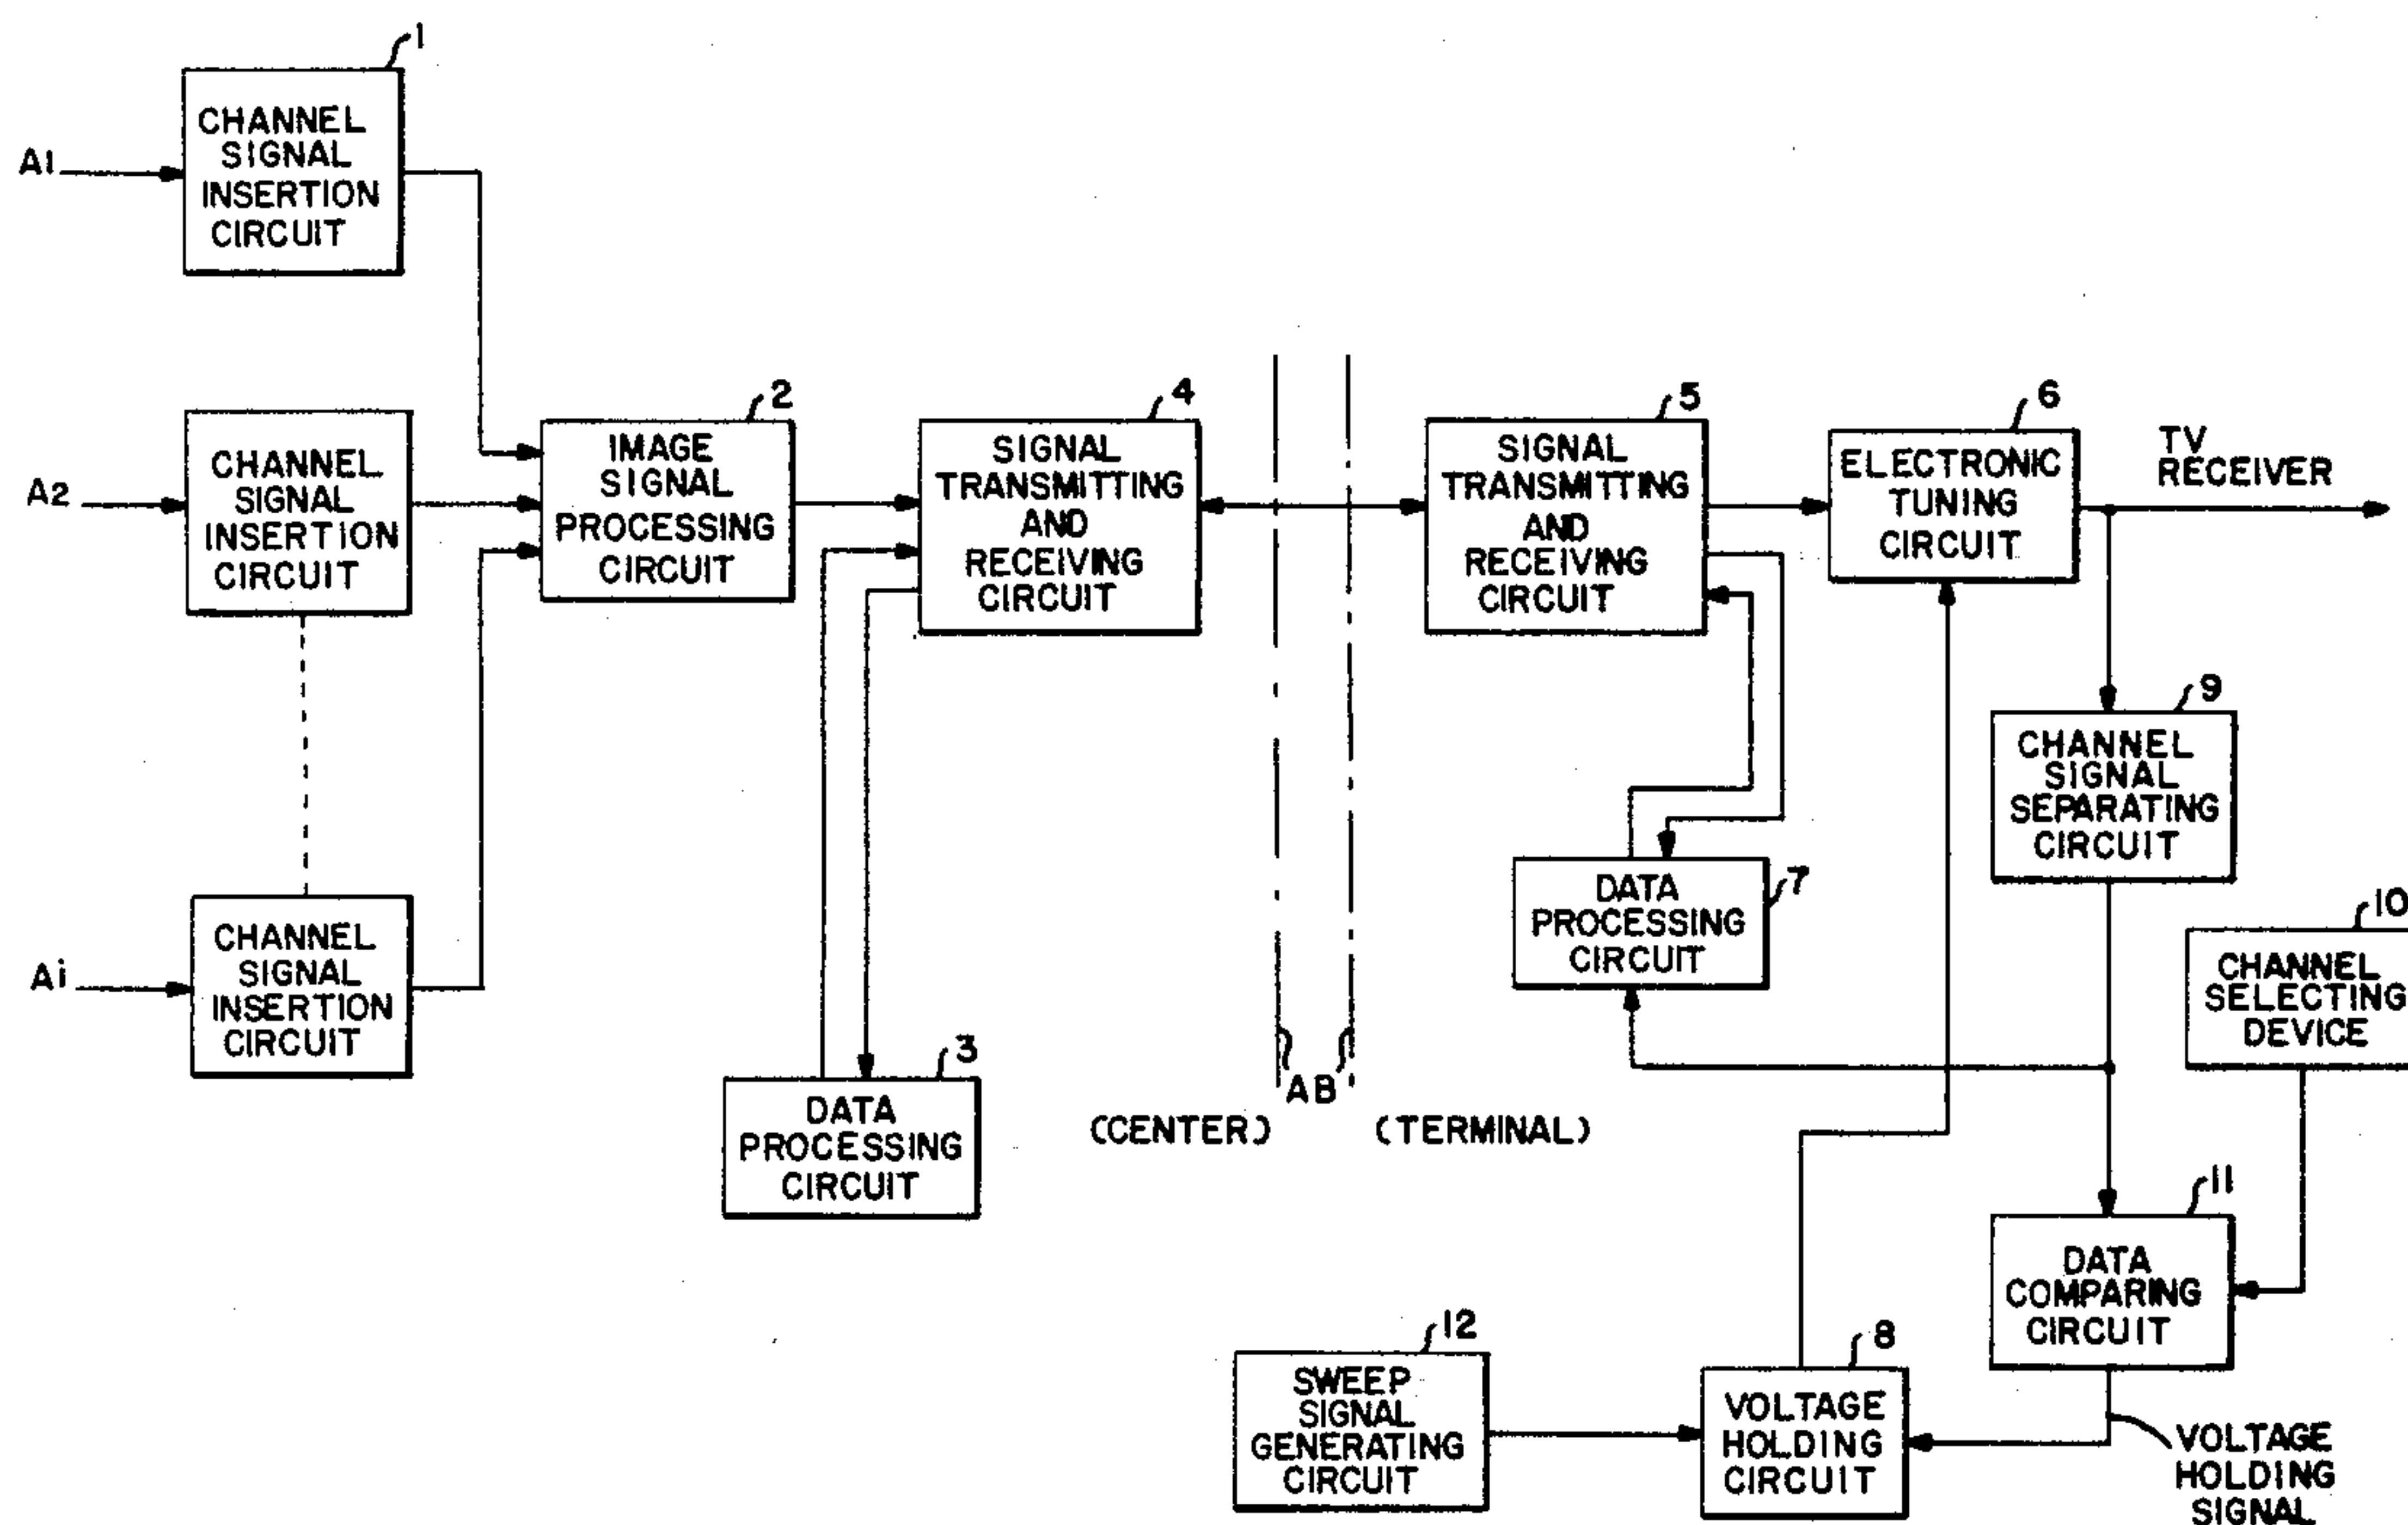 1
CHANNEL
SIGNAL
INSERTION
CIRCUIT
A1
2
4
5
6
CHANNEL
SIGNAL
INSERTION
CIRCUIT
A2
IMAGE
SIGNAL
PROCESSING
CIRCUIT
SIGNAL
TRANSMITTING
AND
RECEIVING
CIRCUIT
SIGNAL
TRANSMITTING
AND
RECEIVING
CIRCUIT
ELECTRONIC
TUNING
CIRCUIT
TV
RECEIVER
9
CHANNEL
SIGNAL
SEPARATING
CIRCUIT
7
DATA
PROCESSING
CIRCUIT
10
CHANNEL
SELECTING
DEVICE
Ai
CHANNEL
SIGNAL
INSERTION
CIRCUIT
3
DATA
PROCESSING
CIRCUIT
AB
(CENTER)
(TERMINAL)
11
DATA
COMPARING
CIRCUIT
12
SWEEP
SIGNAL
GENERATING
CIRCUIT
8
VOLTAGE
HOLDING
CIRCUIT
VOLTAGE
HOLDING
SIGNAL